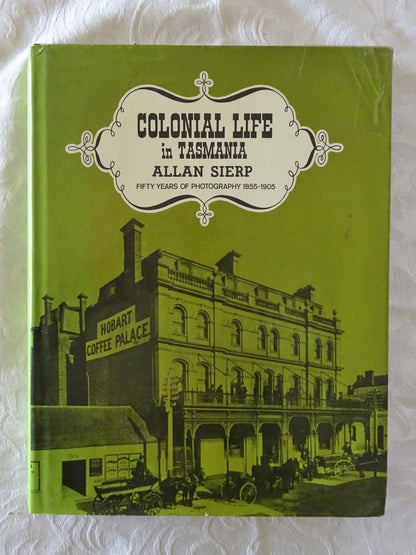 COLONIAL LIFE
in TASMANIA
ALLAN SIERP
FIFTY YEARS OF PHOTOGRAPHY 1855-1905
HOBART
COFFEE PALACE